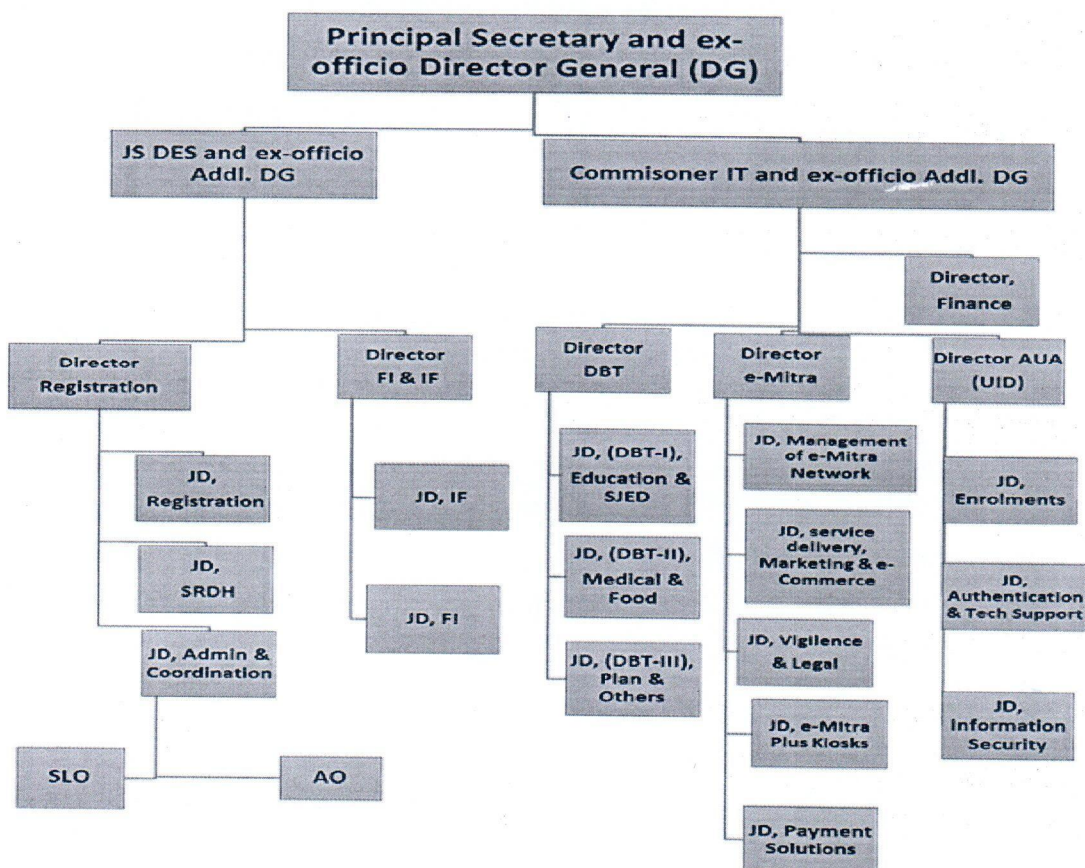 Principal Secretary and ex-
officio Director General (DG)
JS DES and ex-officio
Addl. DG
Commisoner IT and ex-officio Addl. DG
Director,
Finance
Director
Registration
Director
FI & IF
Director
DBT
Director
e-Mitra
Director AUA
(UID)
JD,
Registration
JD,
SRDH
JD, Admin &
Coordination
SLO
AO
JD, IF
JD, FI
JD, (DBT-I),
Education &
SJED
JD, (DBT-II),
Medical &
Food
JD, (DBT-III),
Plan &
Others
JD, Management
of e-Mitra
Network
JD, service
delivery,
Marketing & e-
Commerce
JD, Vigilence
& Legal
JD, e-Mitra
Plus Kiosks
JD, Payment
Solutions
JD,
Enrolments
JD,
Authentication
& Tech Support
JD,
Information
Security